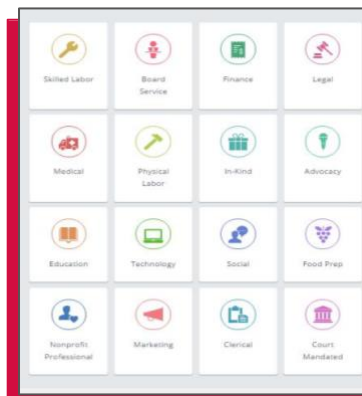 Skilled Labor
Board
Service
Finance
Legal
Medical
Physical
Labor
In-Kind
Advocacy
Education
Technology
Social
Food Prep
Nonprofit
Professional
Marketing
Clerical
Court
Mandated